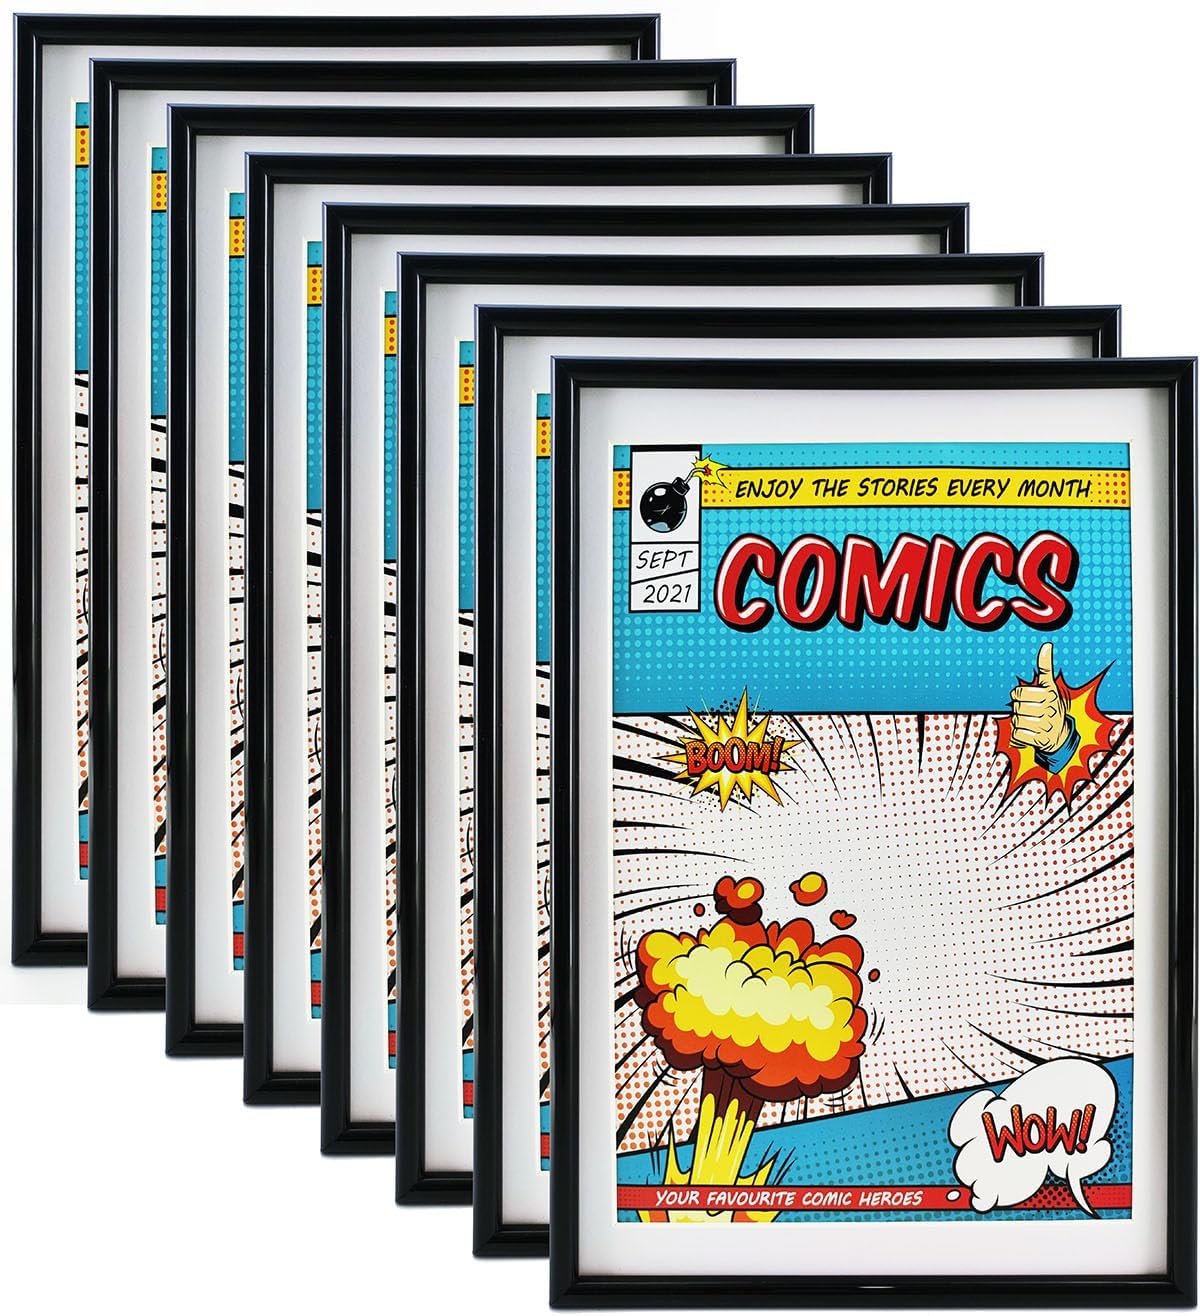 ENJOY THE STORIES EVERY MONTH
SEPT
2021
COMICS
BOOM!
WOW!
YOUR FAVOURITE COMIC HEROES